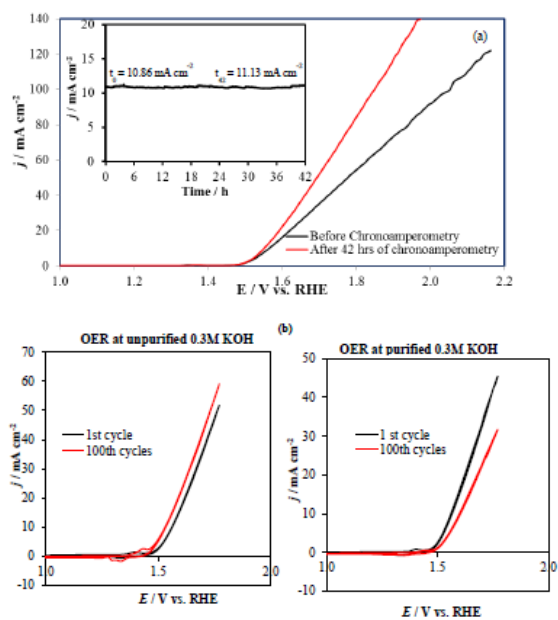 140
120
100
80
60
40
20
0
j / mA cm-2
(a)
25
20
15
10
5
0
j / mA cm-2
t0 = 10.86 mA cm-2 t42 = 11.13 mA cm-2
0 6 12 18 24 30 36 42
Time / h
Before Chronoamperometry
After 42 hrs of chronoamperometry
1.0 1.2 1.4 1.6 1.8 2.0 2.2
E / V vs. RHE
(b)
OER at unpurified 0.3M KOH
70
60
50
40
30
20
10
0
-10
j / mA cm-2
1st cycle
100th cycles
1.0 1.5 2.0
E / V vs. RHE
OER at purified 0.3M KOH
50
40
30
20
10
0
-10
j / mA cm-2
1 st cycle
100th cycles
1.0 1.5 2.0
E / V vs. RHE